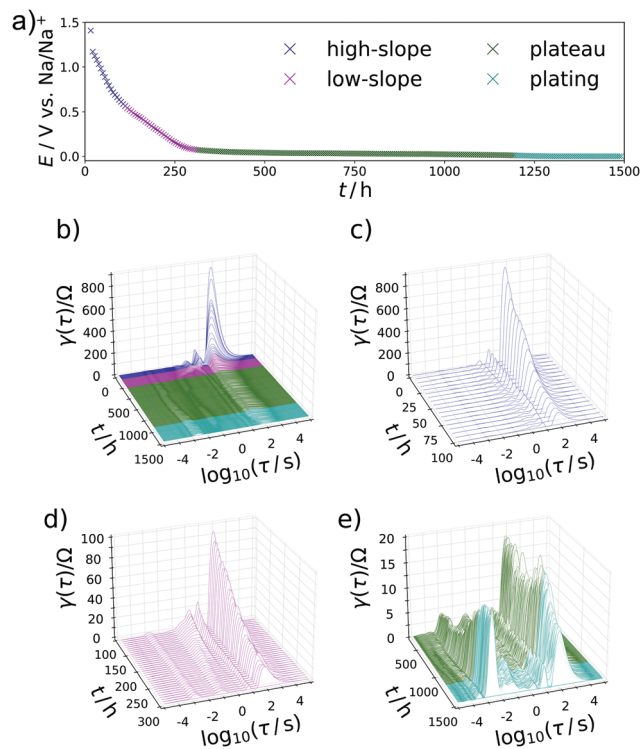 a)
E / V vs. Na/Na⁺
1.5
1.0
0.5
0.0
high-slope
low-slope
plateau
plating
0 250 500 750 1000 1250 1500
t/h
b)
γ(τ)/Ω
800
600
400
200
0
0
500
1000
1500
t/h
-4 -2 0 2 4
log₁₀(τ/s)
c)
γ(τ)/Ω
800
600
400
200
0
0
25
50
75
100
t/h
-4 -2 0 2 4
log₁₀(τ/s)
d)
γ(τ)/Ω
100
80
60
40
20
0
100
150
200
250
300
t/h
-4 -2 0 2 4
log₁₀(τ/s)
e)
γ(τ)/Ω
20
15
10
5
0
500
1000
1500
t/h
-4 -2 0 2 4
log₁₀(τ/s)